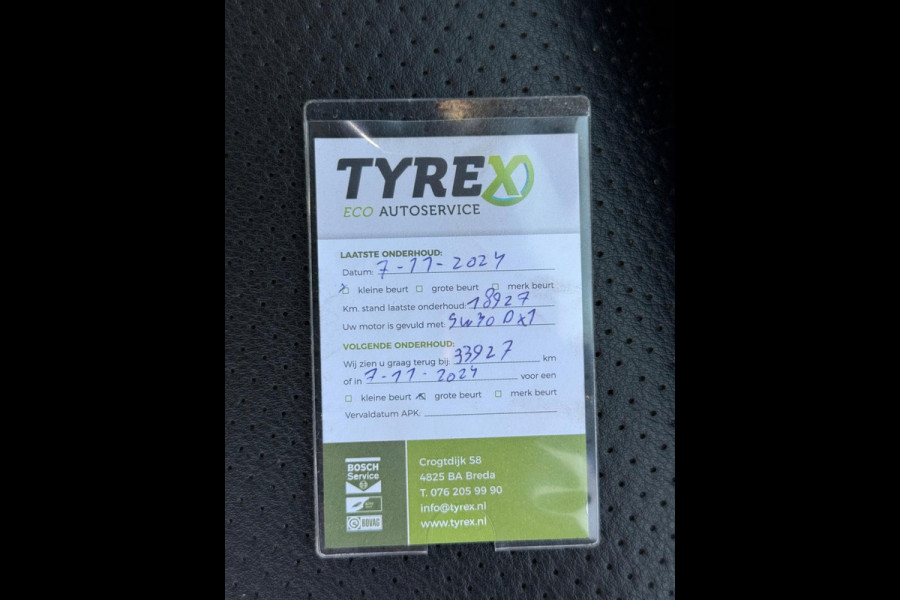 TYREX
ECO AUTOSERVICE
LAATSTE ONDERHOUD:
Datum: 7-11-2024
kleine beurt grote beurt merk beurt
Km. stand laatste onderhoud: 18927
Uw motor is gevuld met: 5w30 Dx1
VOLGENDE ONDERHOUD:
Wij zien u graag terug bij: 33927 km
of in 7-11-2024 voor een
kleine beurt grote beurt merk beurt
Vervaldatum APK:
BOSCH
Service
BOVAG
Crogtdijk 58
4825 BA Breda
T. 076 205 99 90
info@tyrex.nl
www.tyrex.nl